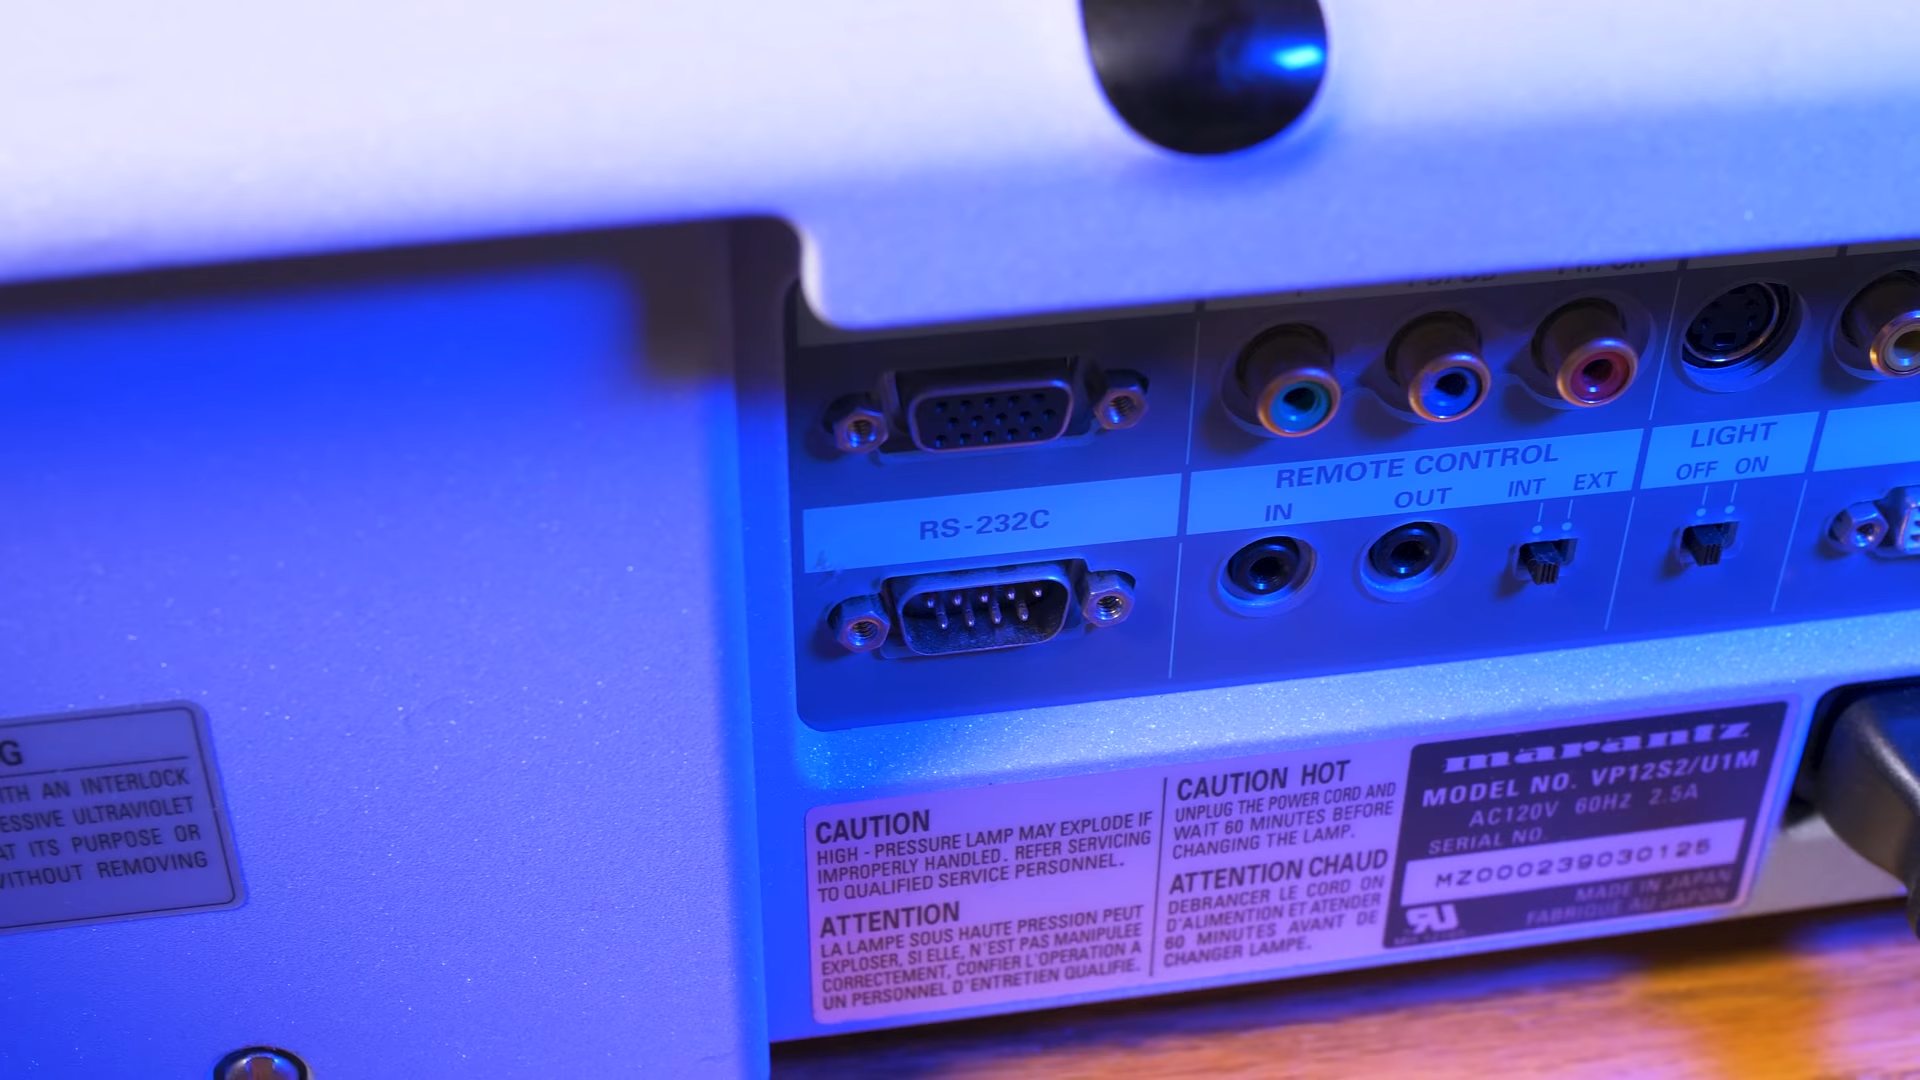 REMOTE CONTROL
IN
OUT
INT
EXT
LIGHT
OFF ON
RS-232C
G
AN INTERLOCK
ULTRAVIOLET
ITS PURPOSE OR
WITHOUT REMOVING
CAUTION
HIGH - PRESSURE LAMP MAY EXPLODE IF
IMPROPERLY HANDLED. REFER SERVICING
TO QUALIFIED SERVICE PERSONNEL.
ATTENTION
LA LAMPE SOUS HAUTE PRESSION PEUT
EXPLOSER, SI ELLE, N'EST PAS MANIPULEE
CORRECTEMENT, CONFIER L'OPERATION A
UN PERSONNEL D'ENTRETIEN QUALIFIE.
CAUTION HOT
UNPLUG THE POWER CORD AND
WAIT 60 MINUTES BEFORE
CHANGING THE LAMP.
ATTENTION CHAUD
DEBRANCER LE CORD ON
D'ALIMENTION ET ATENDER
60 MINUTES AVANT DE
CHANGER LAMPE.
marantz
MODEL NO. VP12S2/U1M
AC120V 60HZ 2.5A
SERIAL NO.
MZ000239030125
MADE IN JAPAN
FABRIQUE AU JAPON